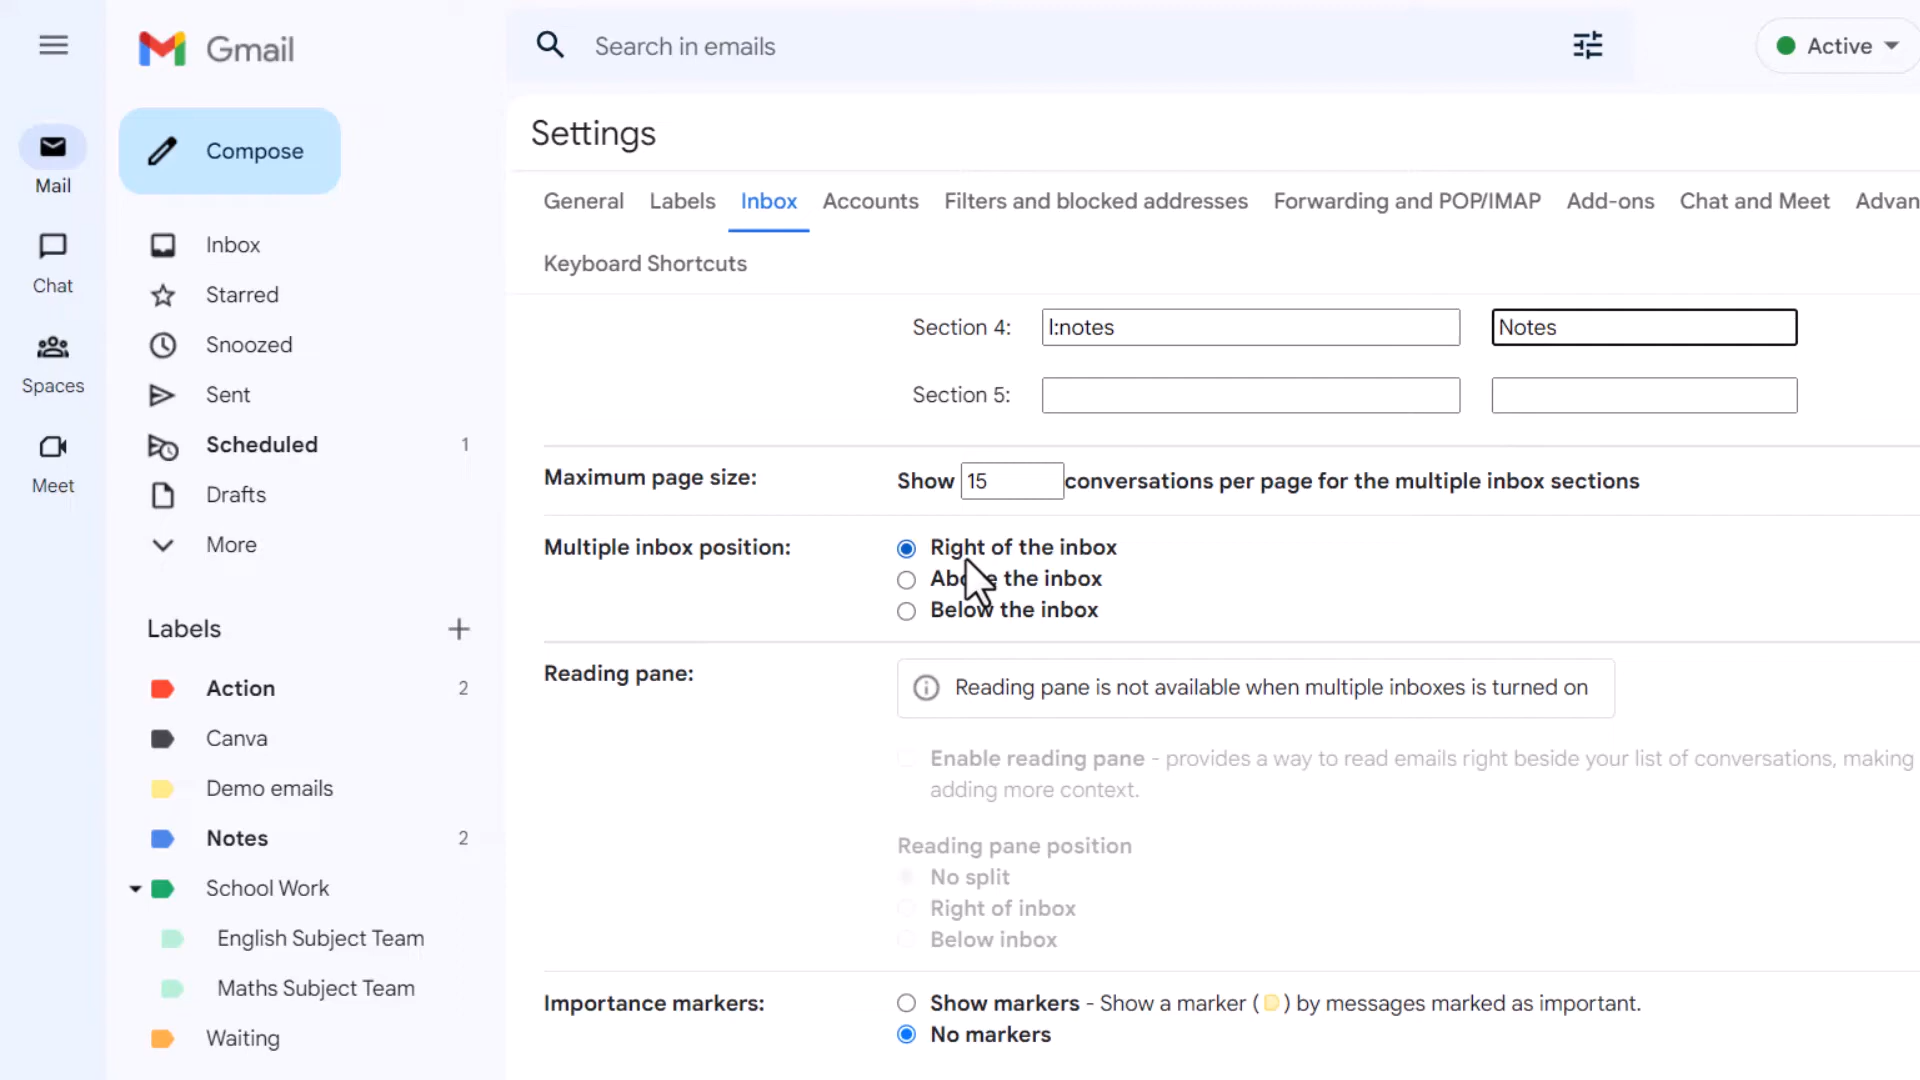 Gmail
Search in emails
Active
Mail
Chat
Spaces
Meet
Compose
Inbox
Starred
Snoozed
Sent
Scheduled 1
Drafts
More
Labels
Action 2
Canva
Demo emails
Notes 2
School Work
English Subject Team
Maths Subject Team
Waiting
Settings
General Labels Inbox Accounts Filters and blocked addresses Forwarding and POP/IMAP Add-ons Chat and Meet Advan
Keyboard Shortcuts
Section 4: l:notes Notes
Section 5:
Maximum page size: Show 15 conversations per page for the multiple inbox sections
Multiple inbox position: Right of the inbox
Above the inbox
Below the inbox
Reading pane: Reading pane is not available when multiple inboxes is turned on
Enable reading pane - provides a way to read emails right beside your list of conversations, making
adding more context.
Reading pane position
No split
Right of inbox
Below inbox
Importance markers: Show markers - Show a marker ( ) by messages marked as important.
No markers